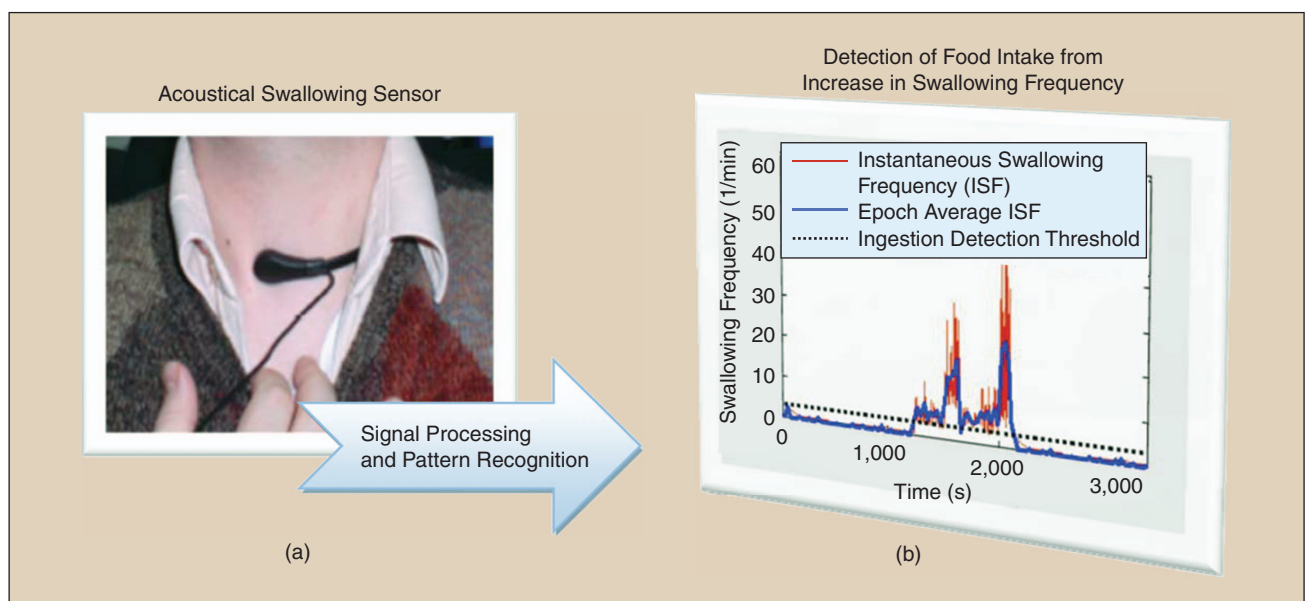 Acoustical Swallowing Sensor
Signal Processing
and Pattern Recognition
(a)
Detection of Food Intake from
Increase in Swallowing Frequency
Instantaneous Swallowing
Frequency (ISF)
Epoch Average ISF
Ingestion Detection Threshold
Swallowing Frequency (1/min)
60
50
40
30
20
10
0
0
1,000
2,000
3,000
Time (s)
(b)